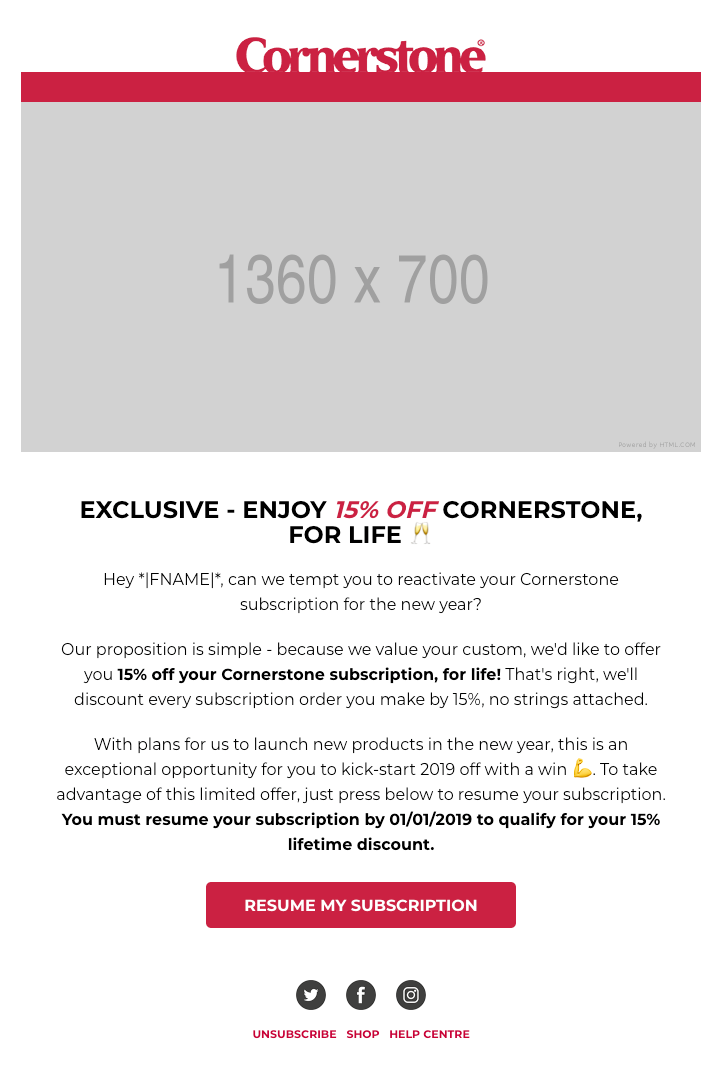 Cornerstone®
1360 x 700
Powered by HTML.COM
EXCLUSIVE - ENJOY 15% OFF CORNERSTONE,
FOR LIFE 🥂
Hey *|FNAME|*, can we tempt you to reactivate your Cornerstone
subscription for the new year?
Our proposition is simple - because we value your custom, we'd like to offer
you 15% off your Cornerstone subscription, for life! That's right, we'll
discount every subscription order you make by 15%, no strings attached.
With plans for us to launch new products in the new year, this is an
exceptional opportunity for you to kick-start 2019 off with a win 💪. To take
advantage of this limited offer, just press below to resume your subscription.
You must resume your subscription by 01/01/2019 to qualify for your 15%
lifetime discount.
RESUME MY SUBSCRIPTION
UNSUBSCRIBE SHOP HELP CENTRE